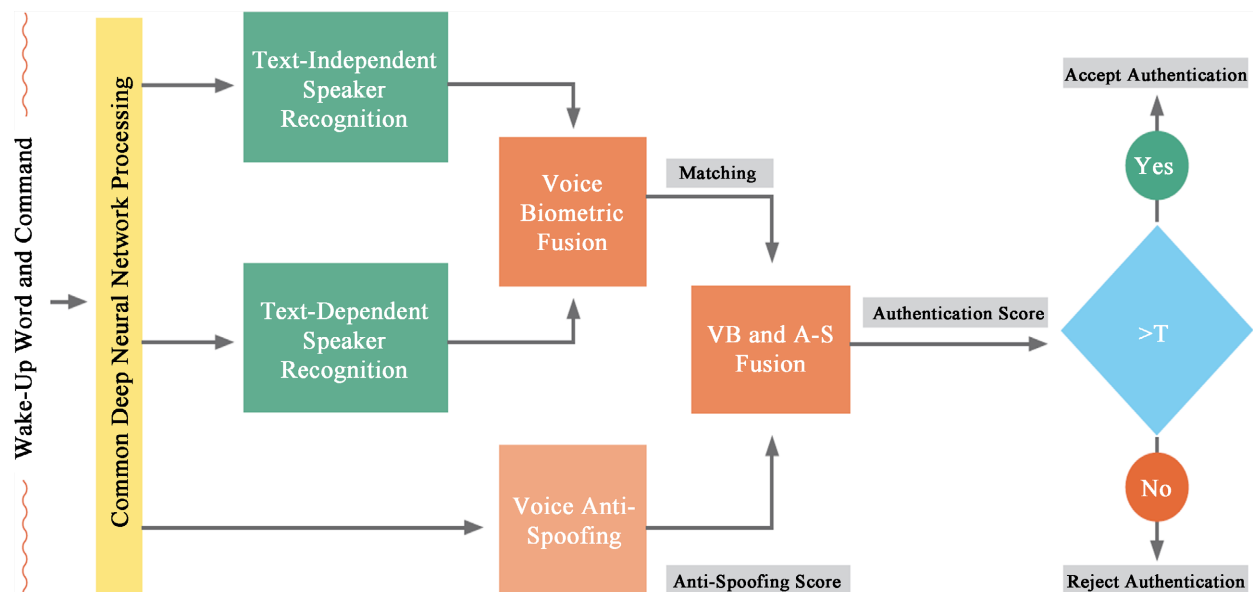 Wake-Up Word and Command
Common Deep Neural Network Processing
Text-Independent
Speaker
Recognition
Text-Dependent
Speaker
Recognition
Voice
Biometric
Fusion
Matching
Voice Anti-
Spoofing
Anti-Spoofing Score
VB and A-S
Fusion
Authentication Score
>T
Yes
Accept Authentication
No
Reject Authentication